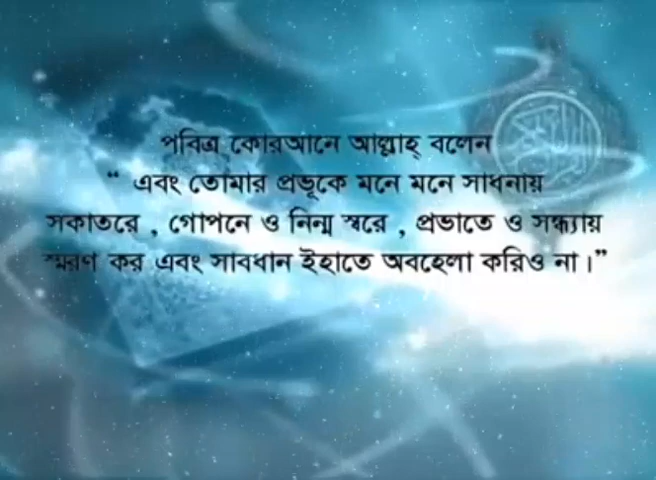 পবিত্র কোরআনে আল্লাহ্ বলেন
“ এবং তোমার প্রভূকে মনে মনে সাধনায়
সকাতরে , গোপনে ও নিন্ম স্বরে , প্রভাতে ও সন্ধ্যায়
স্মরণ কর এবং সাবধান ইহাতে অবহেলা করিও না।”